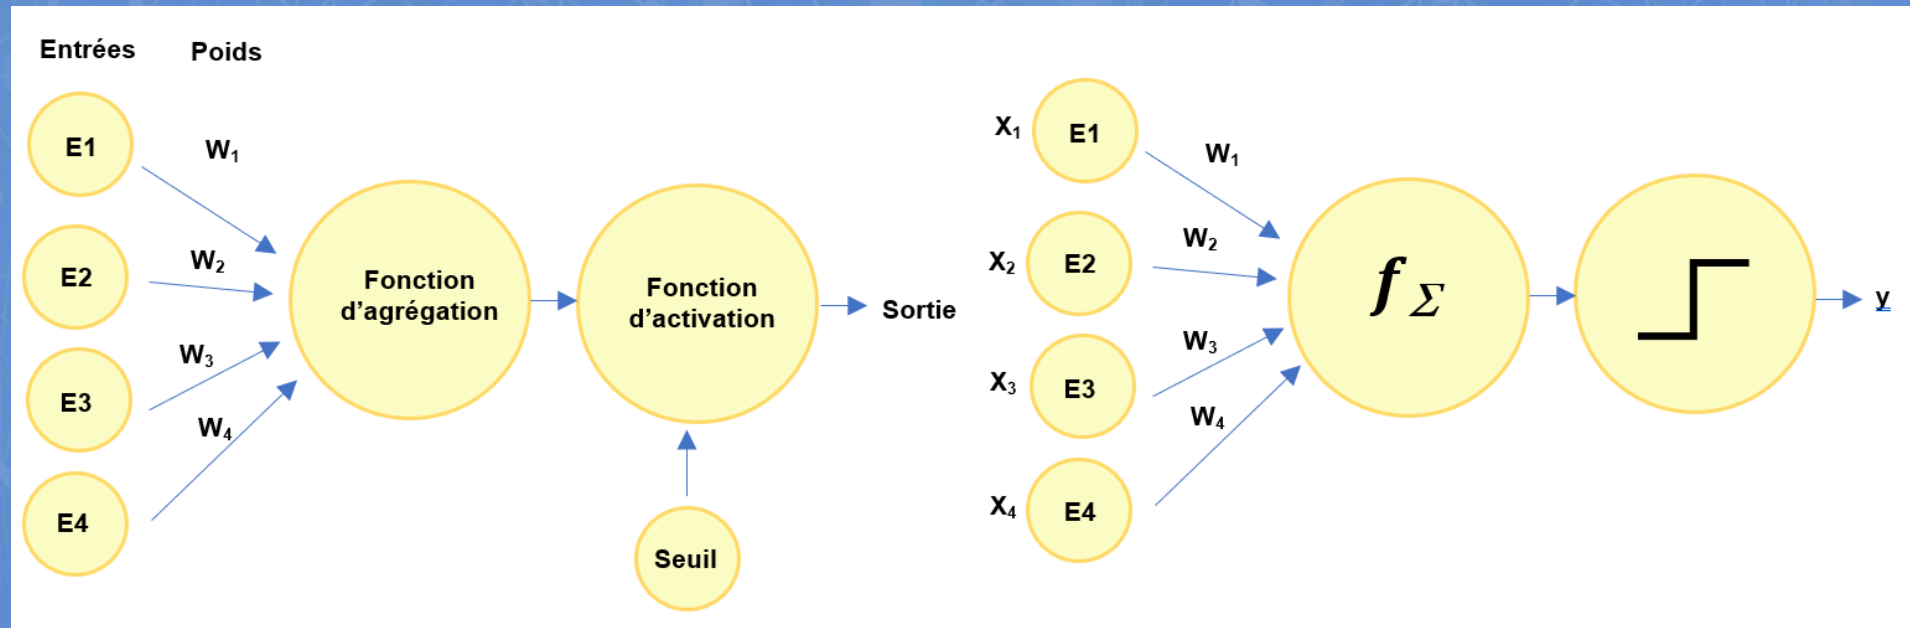 Entrées Poids
E1
W₁
E2
W₂
E3
W₃
E4
W₄
Fonction
d'agrégation
Fonction
d'activation
Sortie
Seuil
X₁ E1
W₁
X₂ E2
W₂
X₃ E3
W₃
X₄ E4
W₄
f Σ
y